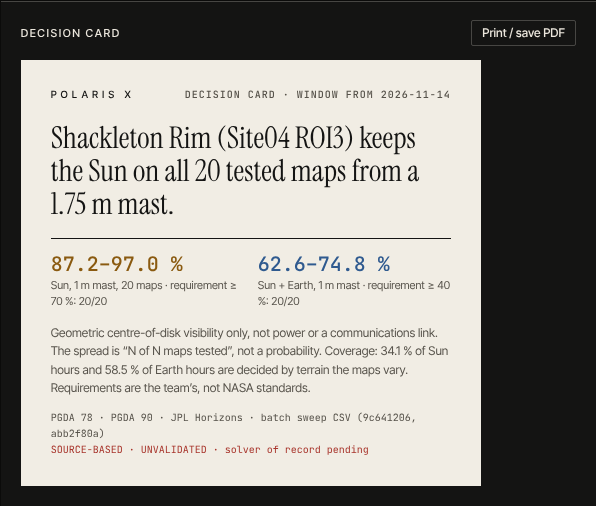 DECISION CARD
Print / save PDF
POLARIS X
DECISION CARD · WINDOW FROM 2026-11-14
Shackleton Rim (Site04 ROI3) keeps
the Sun on all 20 tested maps from a
1.75 m mast.
87.2–97.0 %
Sun, 1 m mast, 20 maps · requirement ≥
70 %: 20/20
62.6–74.8 %
Sun + Earth, 1 m mast · requirement ≥ 40
%: 20/20
Geometric centre-of-disk visibility only, not power or a communications link.
The spread is “N of N maps tested”, not a probability. Coverage: 34.1 % of Sun
hours and 58.5 % of Earth hours are decided by terrain the maps vary.
Requirements are the team’s, not NASA standards.
PGDA 78 · PGDA 90 · JPL Horizons · batch sweep CSV (9c641206,
abb2f80a)
SOURCE-BASED · UNVALIDATED · solver of record pending